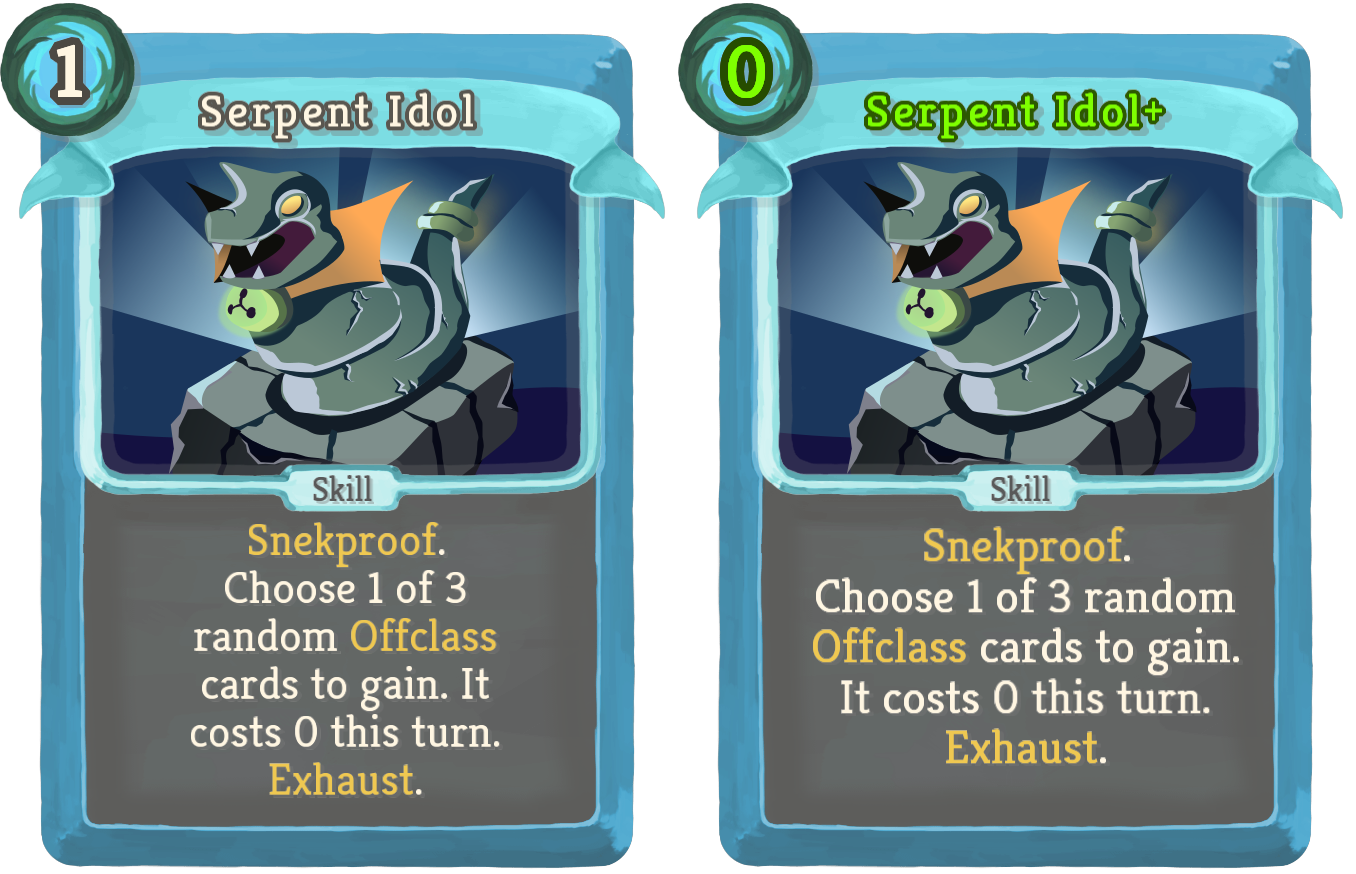 1
Serpent Idol
Skill
Snekproof.
Choose 1 of 3
random Offclass
cards to gain. It
costs 0 this turn.
Exhaust.
0
Serpent Idol+
Skill
Snekproof.
Choose 1 of 3 random
Offclass cards to gain.
It costs 0 this turn.
Exhaust.